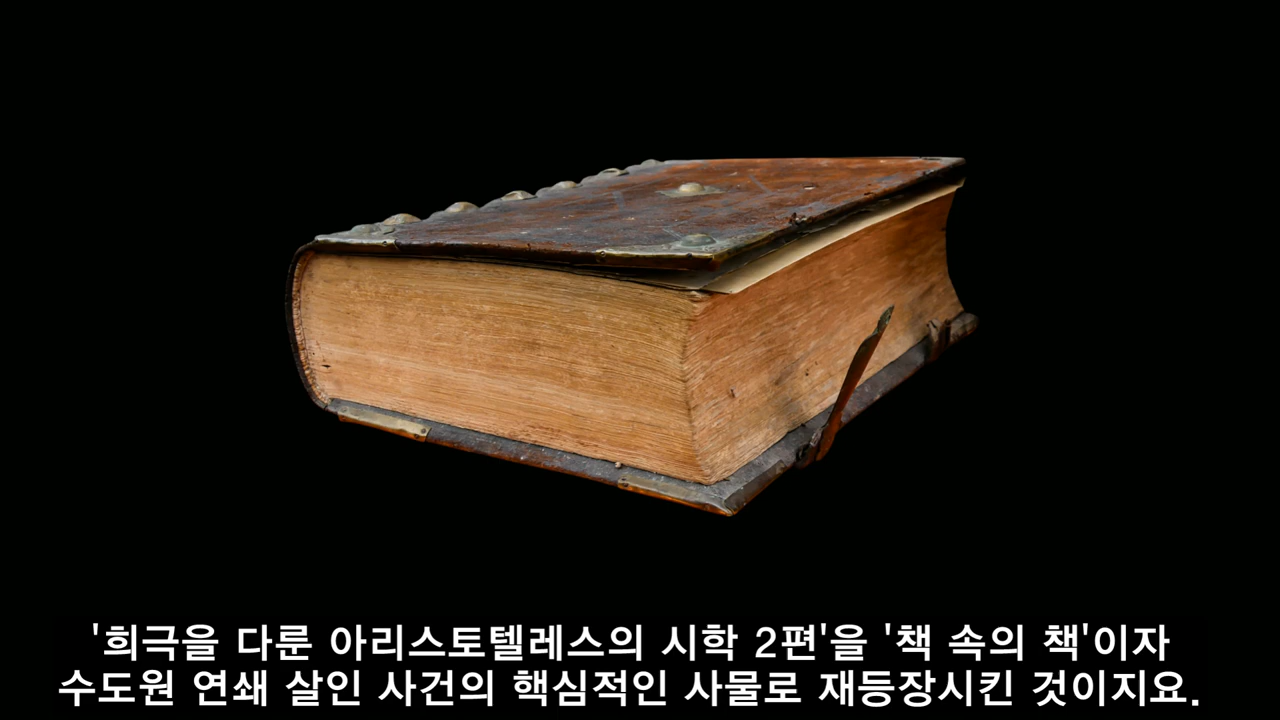 '희극을 다룬 아리스토텔레스의 시학 2편'을 '책 속의 책'이자
수도원 연쇄 살인 사건의 핵심적인 사물로 재등장시킨 것이지요.